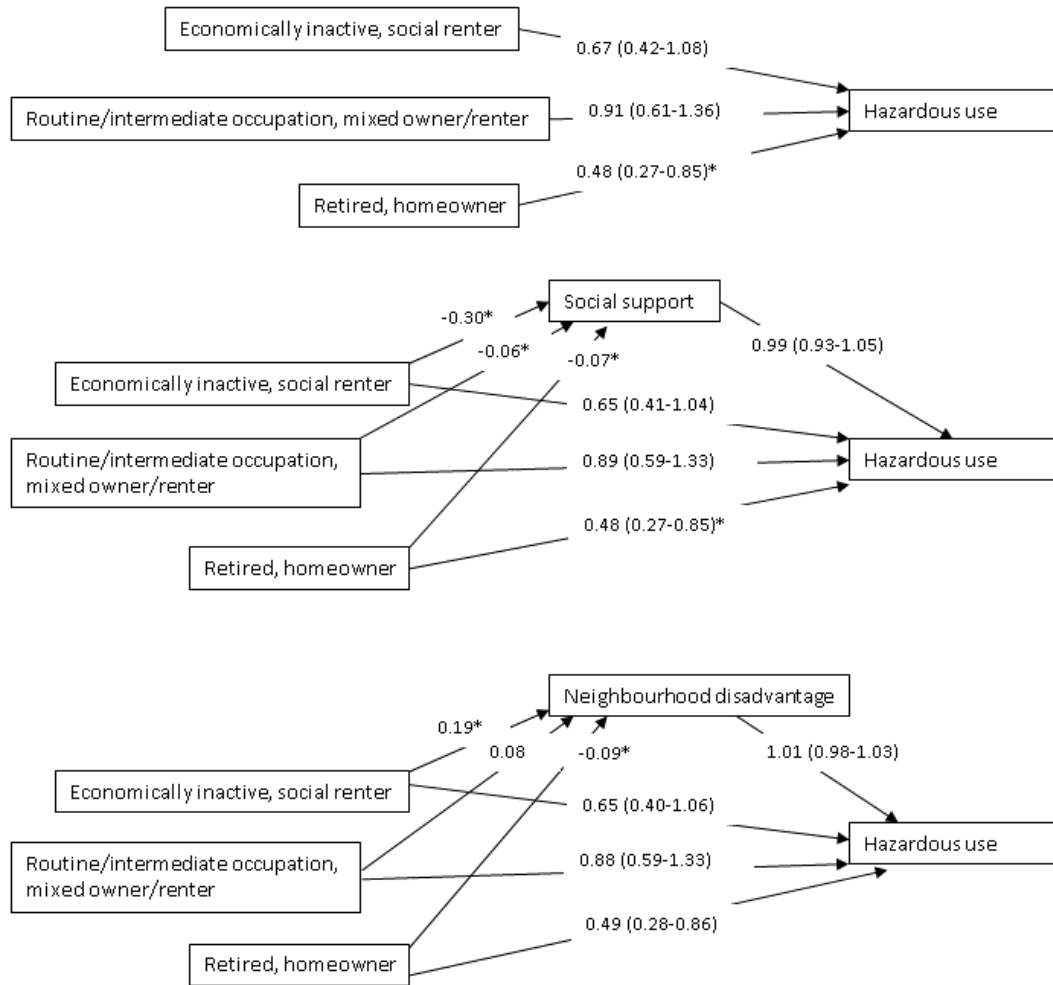 Economically inactive, social renter
0.67 (0.42-1.08)
Routine/intermediate occupation, mixed owner/renter
0.91 (0.61-1.36)
Hazardous use
0.48 (0.27-0.85)*
Retired, homeowner
Social support
-0.30*
-0.06*
-0.07*
0.99 (0.93-1.05)
Economically inactive, social renter
0.65 (0.41-1.04)
Routine/intermediate occupation,
mixed owner/renter
0.89 (0.59-1.33)
Hazardous use
0.48 (0.27-0.85)*
Retired, homeowner
Neighbourhood disadvantage
0.19*
0.08
-0.09*
1.01 (0.98-1.03)
Economically inactive, social renter
0.65 (0.40-1.06)
Routine/intermediate occupation,
mixed owner/renter
0.88 (0.59-1.33)
Hazardous use
0.49 (0.28-0.86)
Retired, homeowner